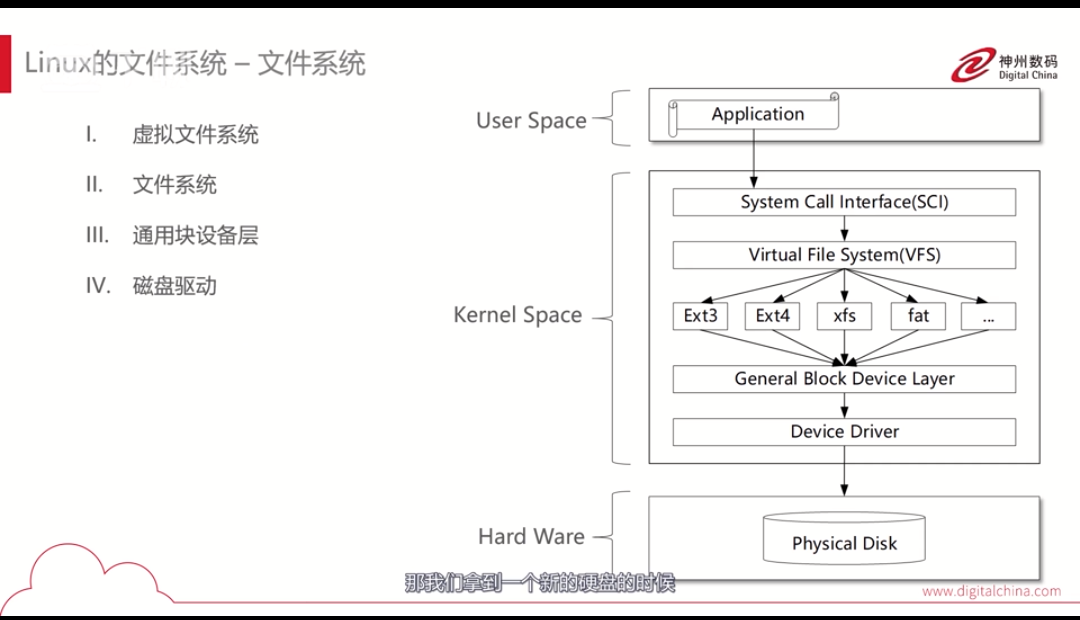 Linux的文件系统 – 文件系统
神州数码
Digital China
I. 虚拟文件系统
II. 文件系统
III. 通用块设备层
IV. 磁盘驱动
User Space
Application
Kernel Space
System Call Interface(SCI)
Virtual File System(VFS)
Ext3 Ext4 xfs fat ...
General Block Device Layer
Device Driver
Hard Ware
Physical Disk
那我们拿到一个新的硬盘的时候
www.digitalchina.com